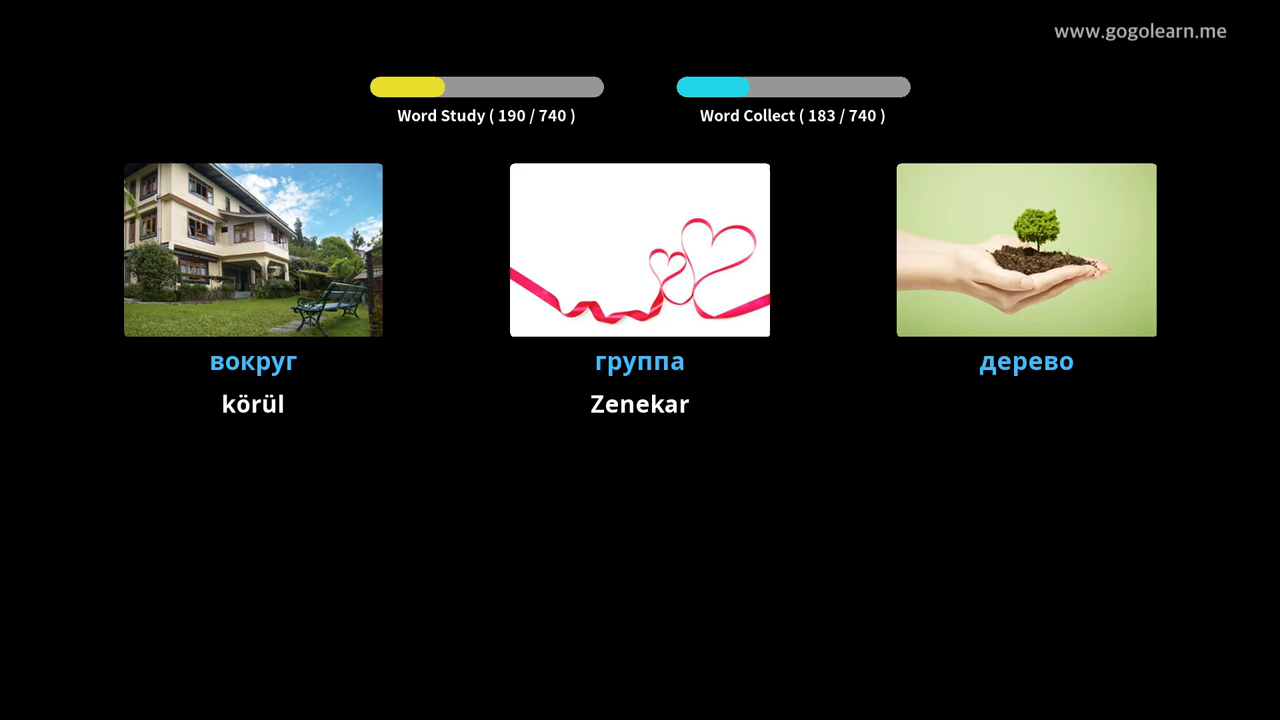 www.gogolearn.me
Word Study ( 190 / 740 )
Word Collect ( 183 / 740 )
вокруг
группа
дерево
körül
Zenekar